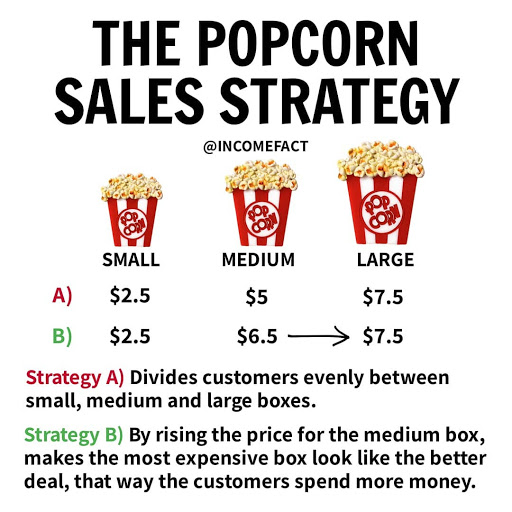 THE POPCORN
SALES STRATEGY
@INCOMEFACT
POP CORN POP CORN POP CORN
SMALL MEDIUM LARGE
A) $2.5 $5 $7.5
B) $2.5 $6.5 $7.5
Strategy A) Divides customers evenly between
small, medium and large boxes.
Strategy B) By rising the price for the medium box,
makes the most expensive box look like the better
deal, that way the customers spend more money.